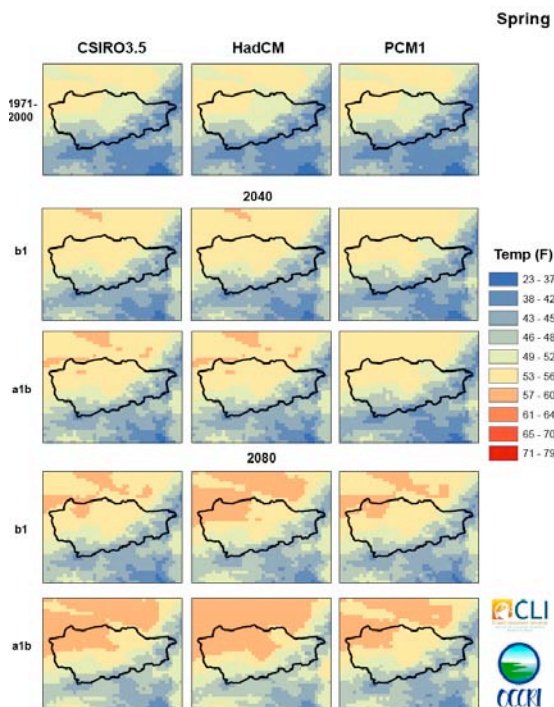 Spring
CSIRO3.5 HadCM PCM1
1971-
2000
2040
b1
a1b
Temp (F)
23 - 37
38 - 42
43 - 45
46 - 48
49 - 52
53 - 56
57 - 60
61 - 64
65 - 70
71 - 79
2080
b1
a1b
CLI
OCCRI